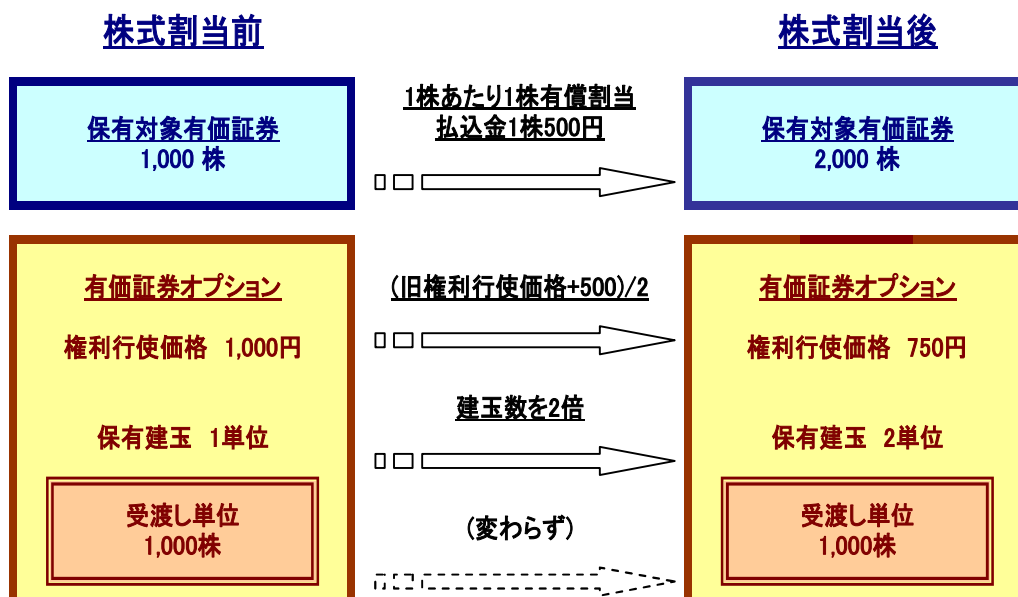 株式割当前
株式割当後
保有対象有価証券
1,000 株
1株あたり1株有償割当
払込金1株500円
保有対象有価証券
2,000 株
有価証券オプション
(旧権利行使価格+500)/2
有価証券オプション
権利行使価格 1,000円
権利行使価格 750円
建玉数を2倍
保有建玉 1単位
保有建玉 2単位
受渡し単位
1,000株
(変わらず)
受渡し単位
1,000株